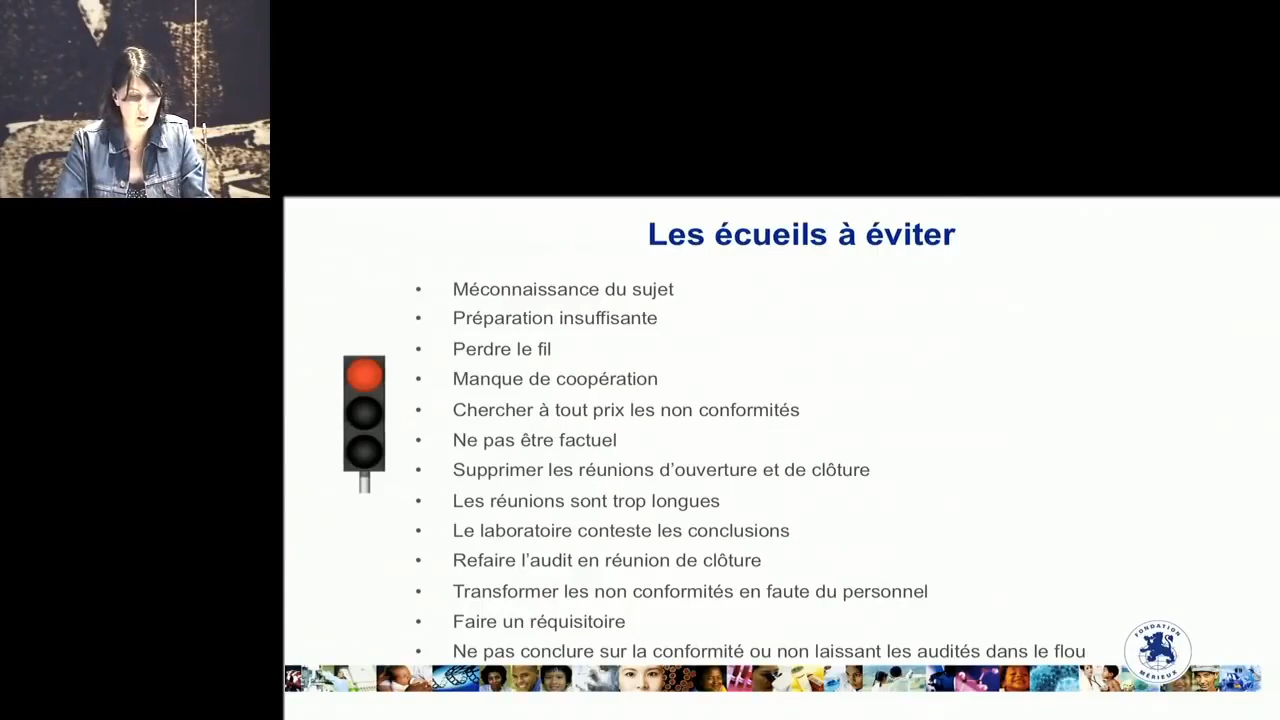 Les écueils à éviter
• Méconnaissance du sujet
• Préparation insuffisante
• Perdre le fil
• Manque de coopération
• Chercher à tout prix les non conformités
• Ne pas être factuel
• Supprimer les réunions d’ouverture et de clôture
• Les réunions sont trop longues
• Le laboratoire conteste les conclusions
• Refaire l’audit en réunion de clôture
• Transformer les non conformités en faute du personnel
• Faire un réquisitoire
• Ne pas conclure sur la conformité ou non laissant les audités dans le flou
FONDATION
MÉRIEUX